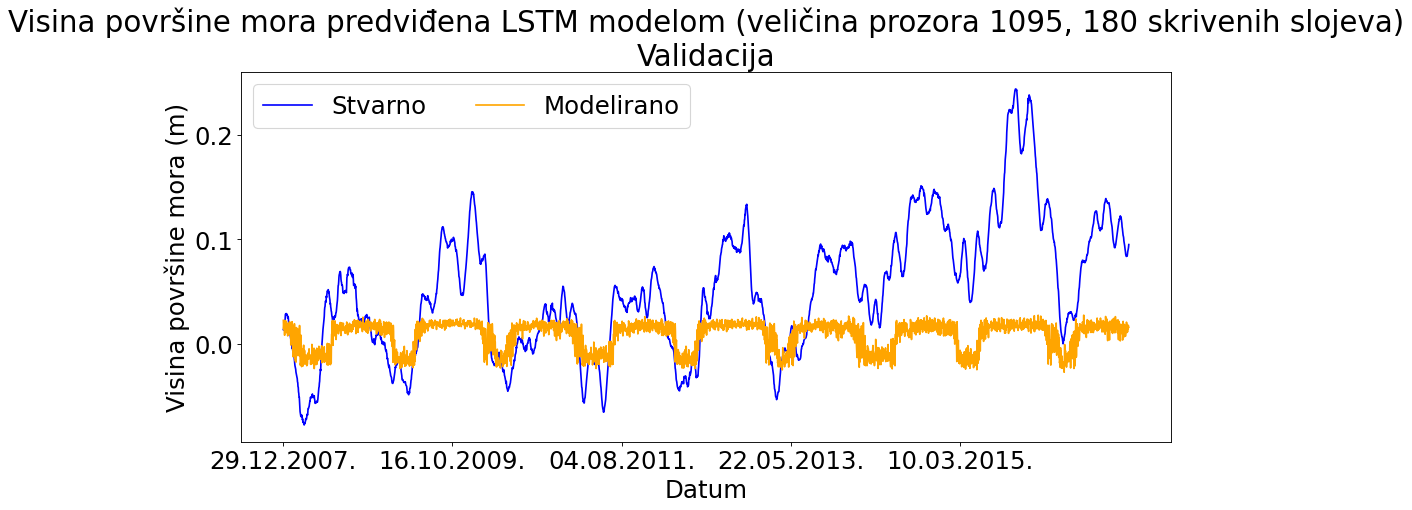 Visina površine mora predviđena LSTM modelom (veličina prozora 1095, 180 skrivenih slojeva)
Validacija
Stvarno
Modelirano
Visina površine mora (m)
0.2
0.1
0.0
29.12.2007.
16.10.2009.
04.08.2011.
22.05.2013.
10.03.2015.
Datum